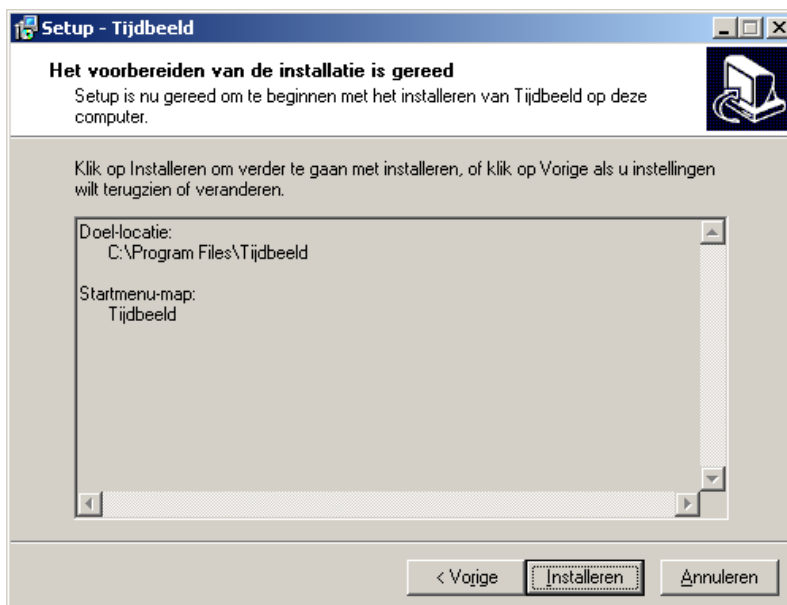 Setup - Tijdbeeld
Het voorbereiden van de installatie is gereed
Setup is nu gereed om te beginnen met het installeren van Tijdbeeld op deze
computer.
Klik op Installeren om verder te gaan met installeren, of klik op Vorige als u instellingen
wilt terugzien of veranderen.
Doel-locatie:
C:\Program Files\Tijdbeeld
Startmenu-map:
Tijdbeeld
< Vorige
Installeren
Annuleren